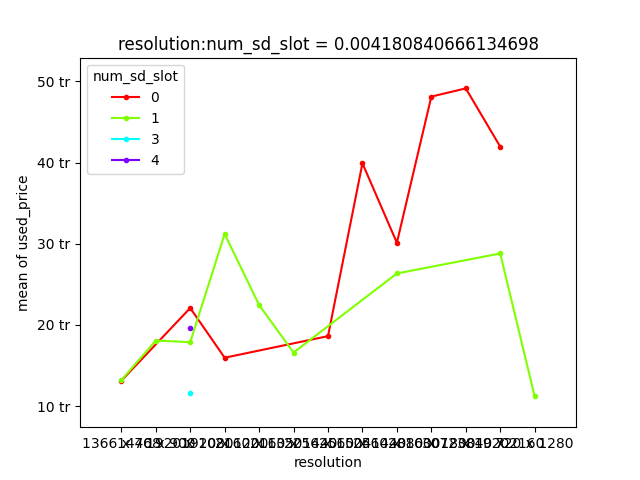 resolution:num_sd_slot = 0.004180840666134698
num_sd_slot
0
1
3
4
50 tr
40 tr
30 tr
20 tr
10 tr
mean of used_price
resolution